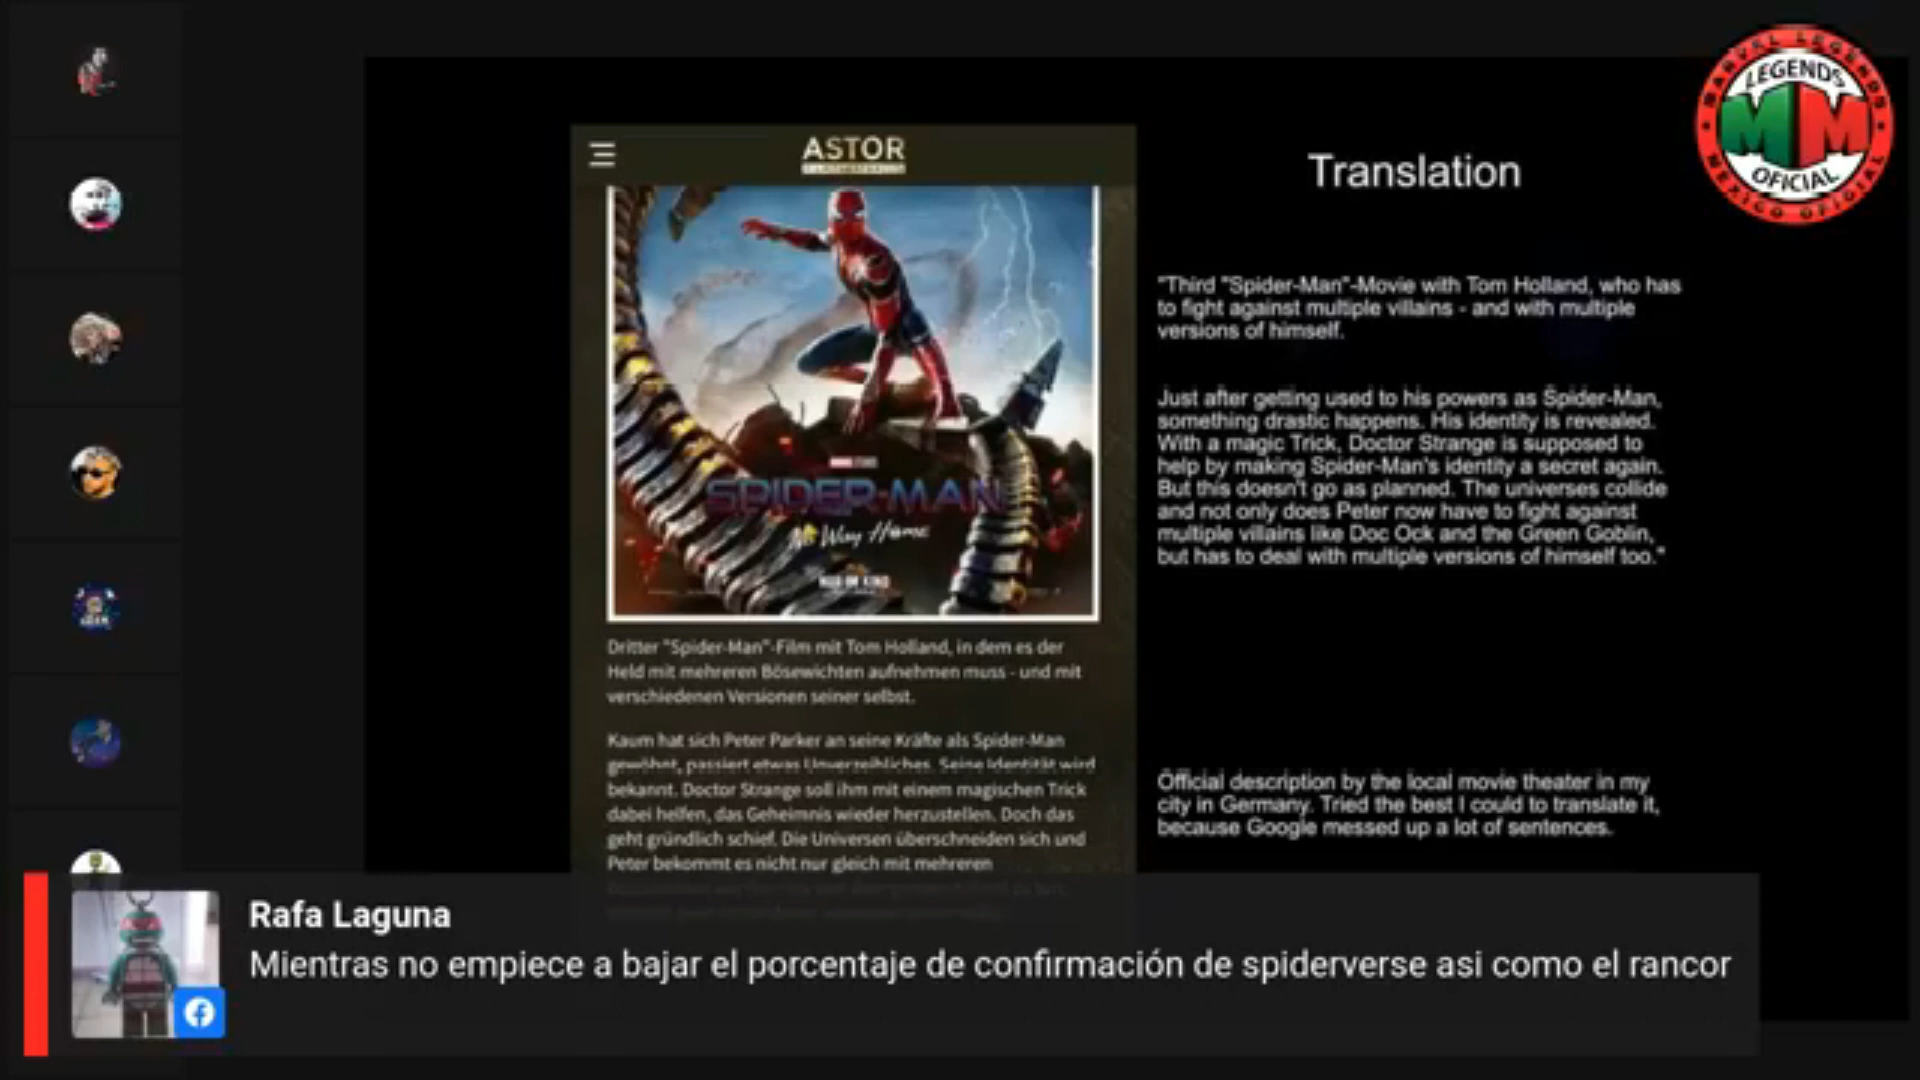 MARVEL LEGENDS
LEGENDS
MM
OFICIAL
MEXICO OFICIAL
ASTOR
SPIDER-MAN
No Way Home
Dritter "Spider-Man"-Film mit Tom Holland, in dem es der
Held mit mehreren Bösewichten aufnehmen muss - und mit
verschiedenen Versionen seiner selbst.
Kaum hat sich Peter Parker an seine Kräfte als Spider-Man
gewöhnt, passiert etwas Unverzeihliches. Seine Identität wird
bekannt. Doctor Strange soll ihm mit einem magischen Trick
dabei helfen, das Geheimnis wieder herzustellen. Doch das
geht gründlich schief. Die Universen überschneiden sich und
Peter bekommt es nicht nur gleich mit mehreren
Translation
"Third "Spider-Man"-Movie with Tom Holland, who has
to fight against multiple villains - and with multiple
versions of himself.
Just after getting used to his powers as Spider-Man,
something drastic happens. His identity is revealed.
With a magic Trick, Doctor Strange is supposed to
help by making Spider-Man's identity a secret again.
But this doesn't go as planned. The universes collide
and not only does Peter now have to fight against
multiple villains like Doc Ock and the Green Goblin,
but has to deal with multiple versions of himself too."
Official description by the local movie theater in my
city in Germany. Tried the best I could to translate it,
because Google messed up a lot of sentences.
Rafa Laguna
Mientras no empiece a bajar el porcentaje de confirmación de spiderverse asi como el rancor